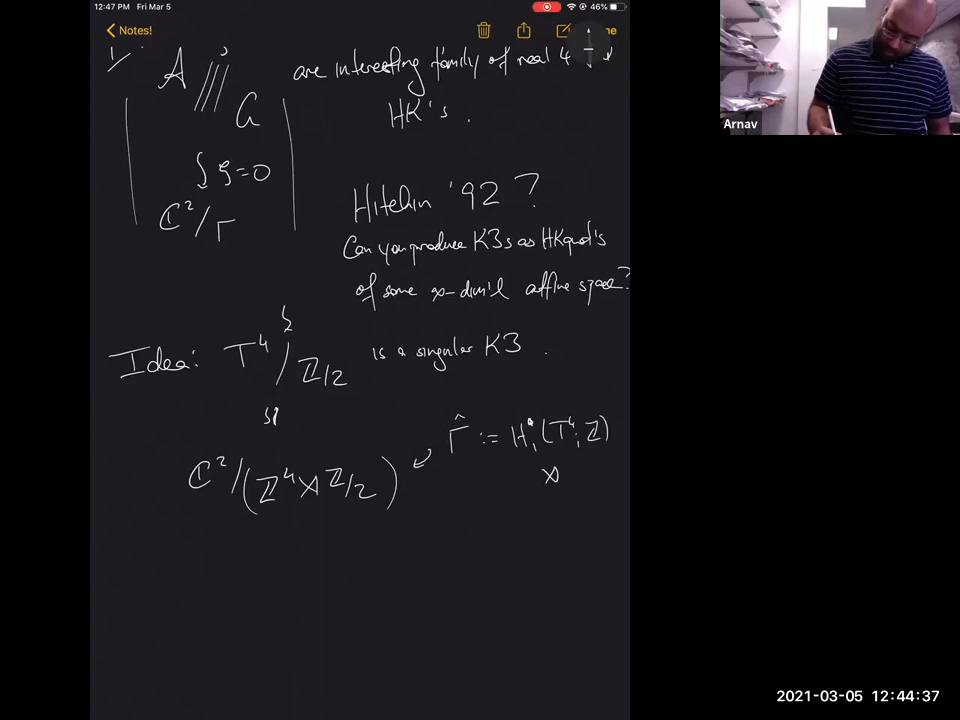 12:47 PM Fri Mar 5
46%
Notes!
1/.
A /// G
are interesting family of real 4
HK's.
ξ=0
ℂ²/Γ
Hitchin '92?
Can you produce K3s as HK quot's
of some ∞-dim'l affine space?
Idea: T⁴/ℤ/2 is a singular K3.
Γ̂ := H₁(T⁴; ℤ)
⋊
ℂ²/(ℤ⁴⋊ℤ/2)
Arnav
2021-03-05 12:44:37